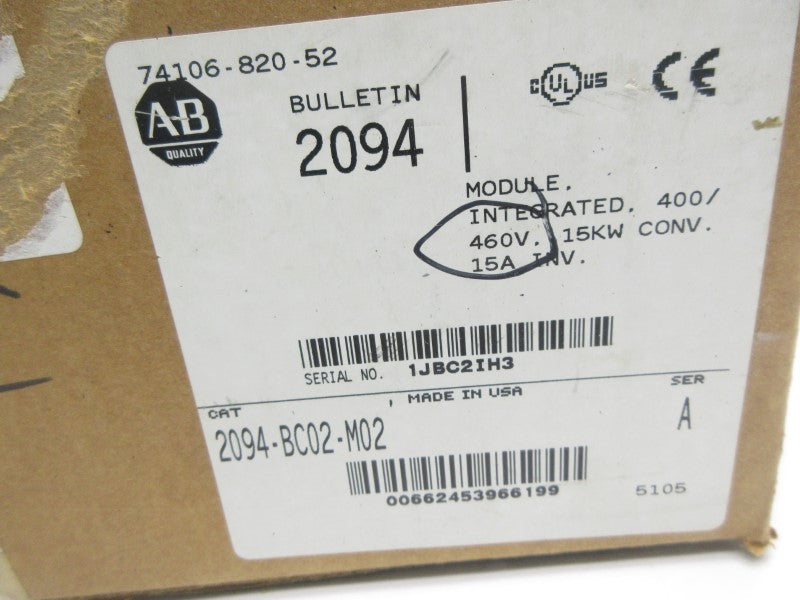 74106-820-52
A-B
QUALITY
BULLETIN
2094
C UL US
CE
MODULE,
INTEGRATED, 400/
460V, 15KW CONV.
15A INV.
SERIAL NO. 1JBC2IH3
MADE IN USA
CAT
SER
2094-BC02-M02
A
00662453966199
5105